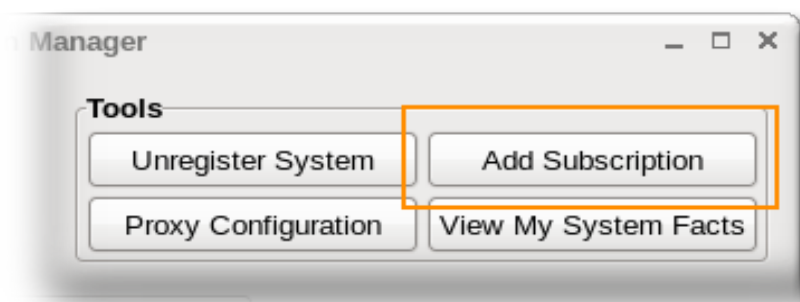 Manager
Tools
Unregister System
Add Subscription
Proxy Configuration
View My System Facts